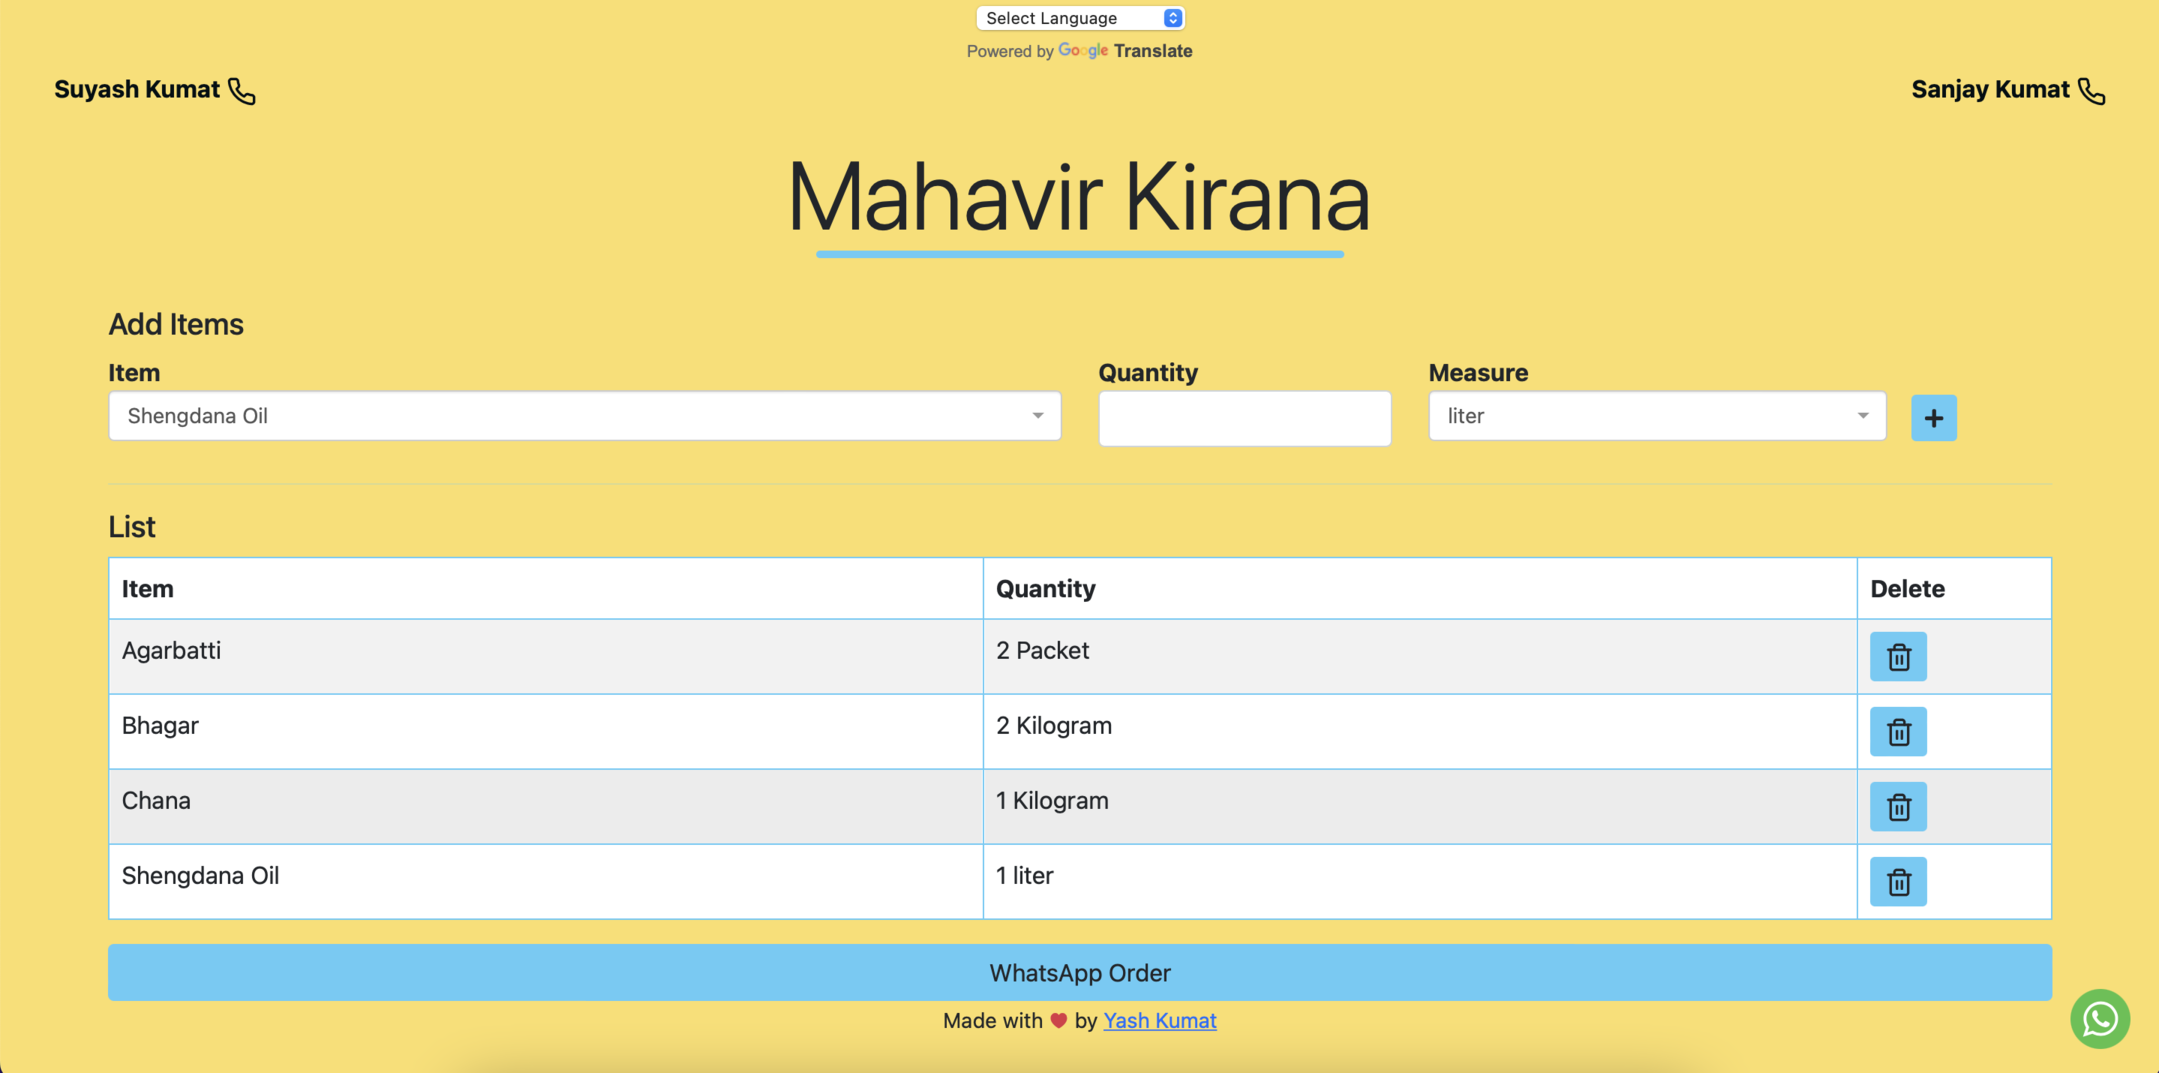 Select Language
Powered by Google Translate
Suyash Kumat
Sanjay Kumat
Mahavir Kirana
Add Items
Item Quantity Measure
Shengdana Oil liter +
List
Item Quantity Delete
Agarbatti 2 Packet
Bhagar 2 Kilogram
Chana 1 Kilogram
Shengdana Oil 1 liter
WhatsApp Order
Made with ❤ by Yash Kumat